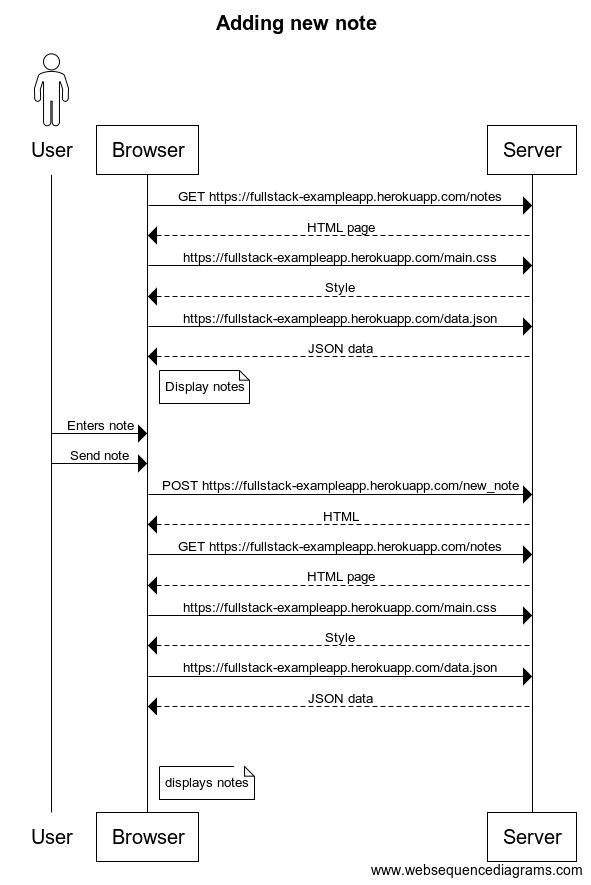 Adding new note
User
Browser
Server
GET https://fullstack-exampleapp.herokuapp.com/notes
HTML page
https://fullstack-exampleapp.herokuapp.com/main.css
Style
https://fullstack-exampleapp.herokuapp.com/data.json
JSON data
Display notes
Enters note
Send note
POST https://fullstack-exampleapp.herokuapp.com/new_note
HTML
GET https://fullstack-exampleapp.herokuapp.com/notes
HTML page
https://fullstack-exampleapp.herokuapp.com/main.css
Style
https://fullstack-exampleapp.herokuapp.com/data.json
JSON data
displays notes
User
Browser
Server
www.websequencediagrams.com